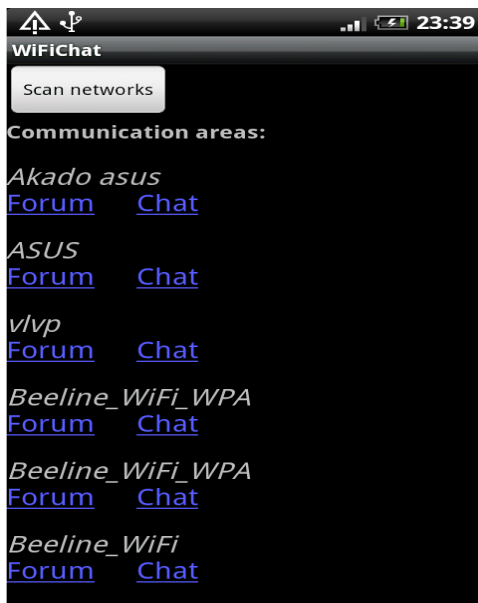 23:39
WiFiChat
Scan networks
Communication areas:
Akado asus
Forum Chat
ASUS
Forum Chat
vlvp
Forum Chat
Beeline_WiFi_WPA
Forum Chat
Beeline_WiFi_WPA
Forum Chat
Beeline_WiFi
Forum Chat